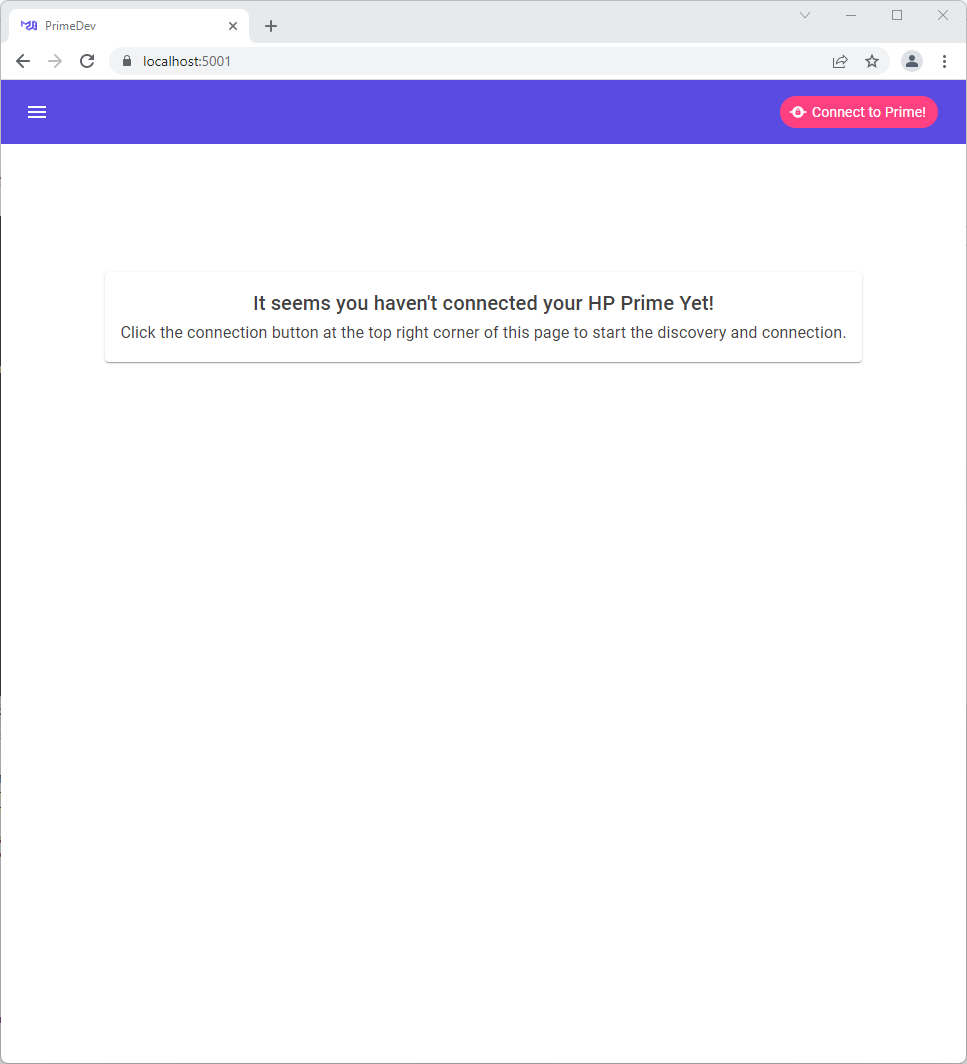 PrimeDev
localhost:5001
Connect to Prime!
It seems you haven't connected your HP Prime Yet!
Click the connection button at the top right corner of this page to start the discovery and connection.